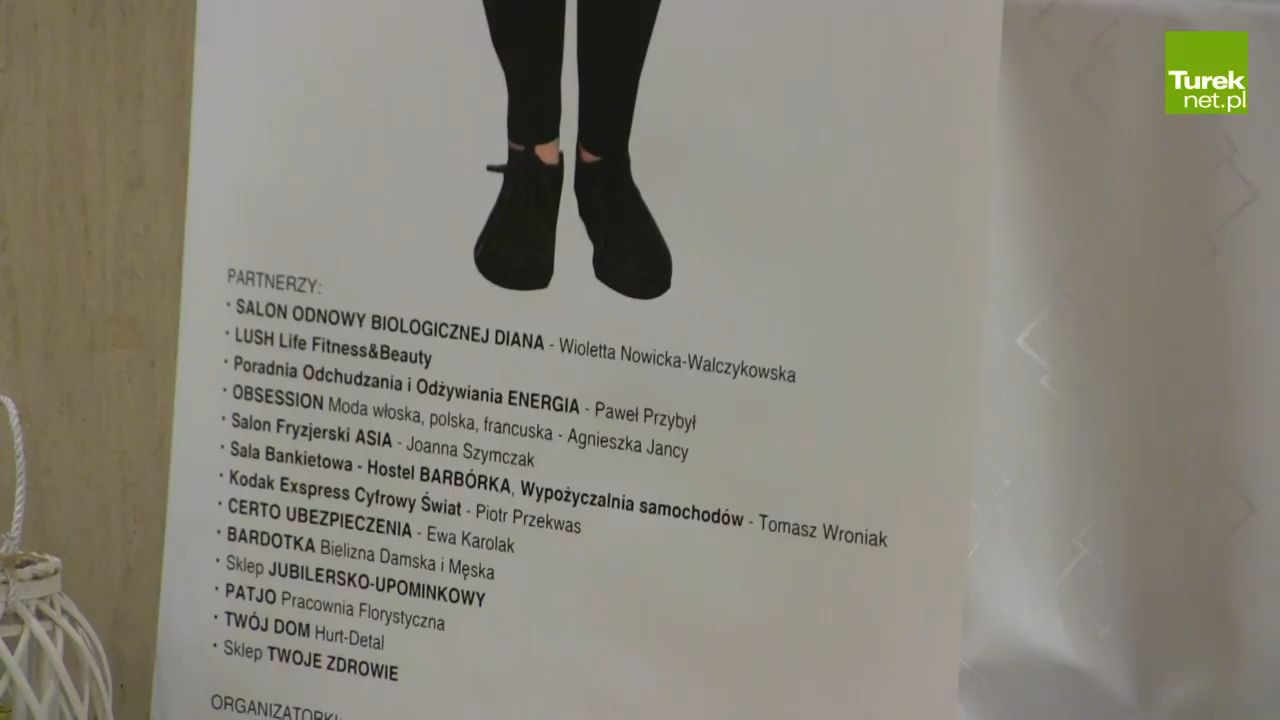 Turek
net.pl
PARTNERZY:
• SALON ODNOWY BIOLOGICZNEJ DIANA - Wioletta Nowicka-Walczykowska
• LUSH Life Fitness&Beauty
• Poradnia Odchudzania i Odżywiania ENERGIA - Paweł Przybył
• OBSESSION Moda włoska, polska, francuska - Agnieszka Jancy
• Salon Fryzjerski ASIA - Joanna Szymczak
• Sala Bankietowa - Hostel BARBÓRKA, Wypożyczalnia samochodów - Tomasz Wroniak
• Kodak Exspress Cyfrowy Świat - Piotr Przekwas
• CERTO UBEZPIECZENIA - Ewa Karolak
• BARDOTKA Bielizna Damska i Męska
• Sklep JUBILERSKO-UPOMINKOWY
• PATJO Pracownia Florystyczna
• TWÓJ DOM Hurt-Detal
• Sklep TWOJE ZDROWIE
ORGANIZATORKI: